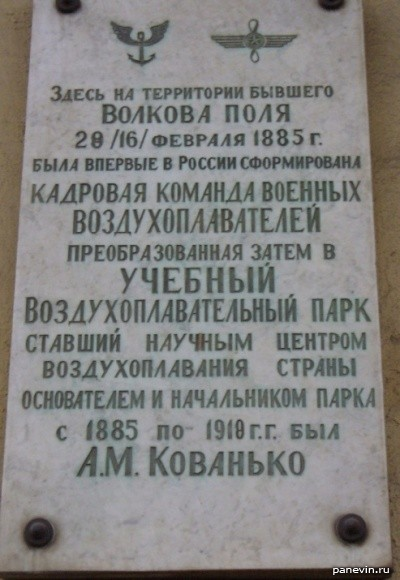 Здесь на территории бывшего
Волкова поля
28/16/февраля 1885 г.
была впервые в России сформирована
кадровая команда военных
воздухоплавателей
преобразованная затем в
учебный
Воздухоплавательный парк
ставший научным центром
воздухоплавания страны
основателем и начальником парка
с 1885 по 1918 г.г. был
А.М. Кованько
panevin.ru